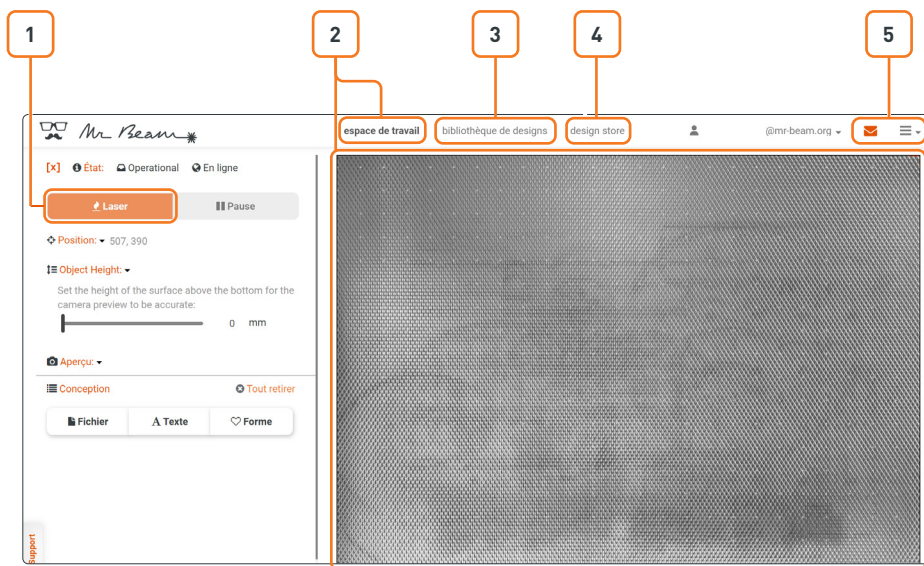 1 2 3 4 5
Mr Beam
espace de travail bibliothèque de designs design store @mr-beam.org
[x] État: Operational En ligne
Laser Pause
Position: 507, 390
Object Height:
Set the height of the surface above the bottom for the
camera preview to be accurate:
0 mm
Aperçu:
Conception Tout retirer
Fichier A Texte Forme
Support